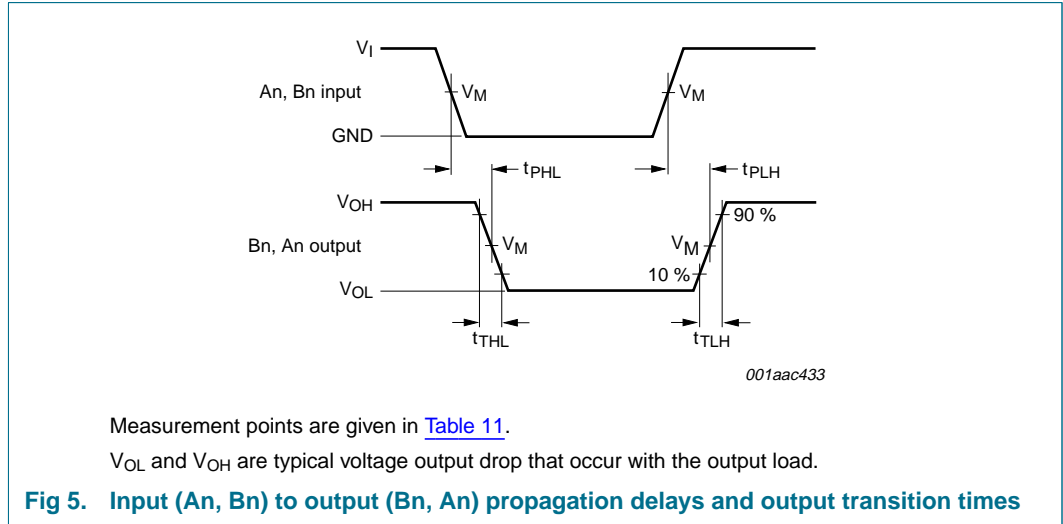 VI
An, Bn input
VM
VM
GND
tPHL
tPLH
VOH
90 %
Bn, An output
VM
VM
10 %
VOL
tTHL
tTLH
001aac433
Measurement points are given in Table 11.
VOL and VOH are typical voltage output drop that occur with the output load.
Fig 5. Input (An, Bn) to output (Bn, An) propagation delays and output transition times